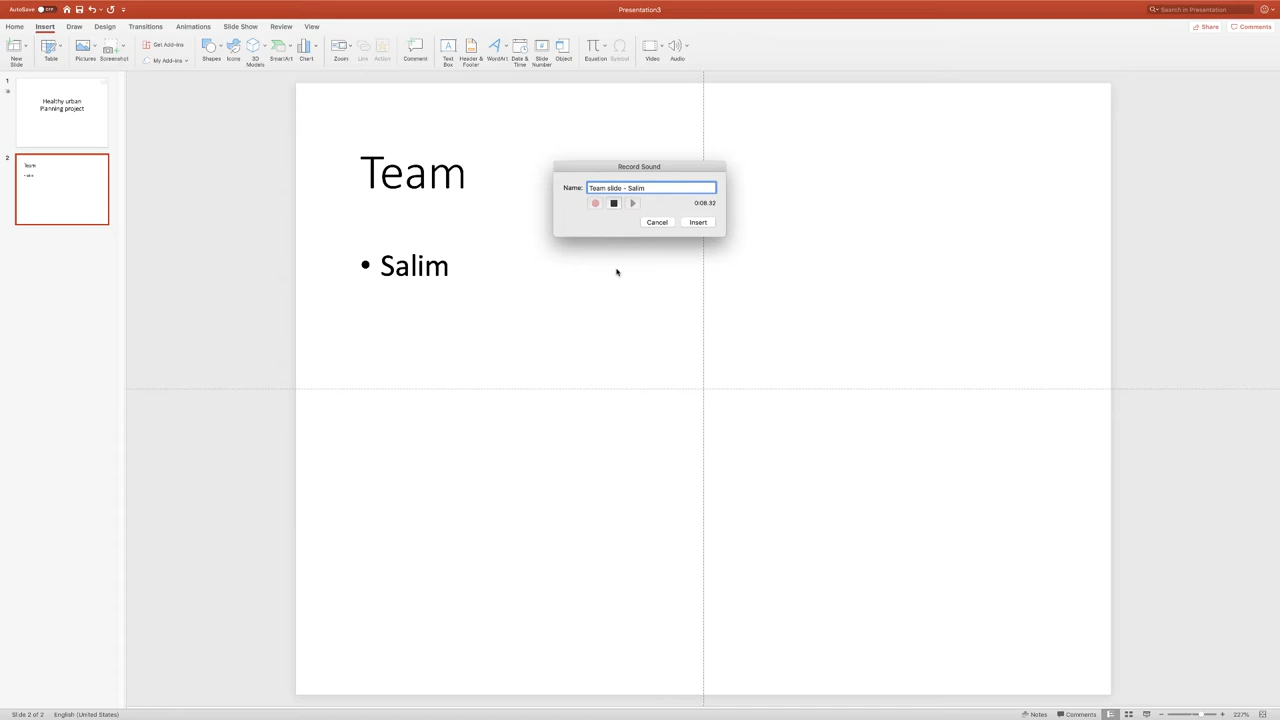 AutoSave OFF
Presentation3
Search in Presentation
Home Insert Draw Design Transitions Animations Slide Show Review View
Share Comments
New Slide
Table
Pictures
Screenshot
Get Add-ins
My Add-ins
Shapes
Icons
3D Models
SmartArt
Chart
Zoom
Link
Action
Comment
Text Box
Header & Footer
WordArt
Date & Time
Slide Number
Object
Equation
Symbol
Video
Audio
1
Healthy urban
Planning project
2
Team
• Salim
Team
• Salim
Record Sound
Name: Team slide - Salim
0:08.32
Cancel Insert
Slide 2 of 2 English (United States)
Notes Comments 227%